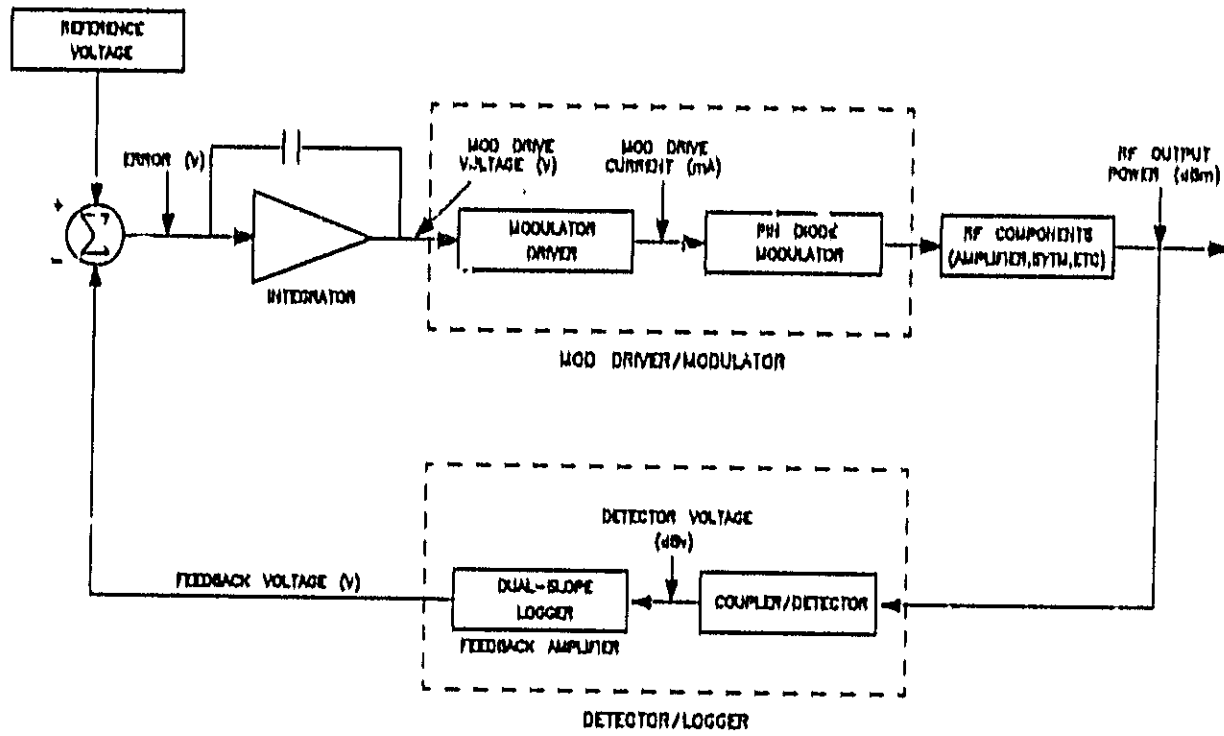 REFERENCE
VOLTAGE
ERROR (V)
+
Σ
-
INTEGRATOR
MOD DRIVE
VOLTAGE (V)
MOD DRIVE
CURRENT (mA)
MODULATOR
DRIVER
PIN DIODE
MODULATOR
MOD DRIVER/MODULATOR
RF COMPONENTS
(AMPLIFIER,SYTM,ETC)
RF OUTPUT
POWER (dBm)
DETECTOR VOLTAGE
(dBv)
FEEDBACK VOLTAGE (V)
DUAL-SLOPE
LOGGER
FEEDBACK AMPLIFIER
COUPLER/DETECTOR
DETECTOR/LOGGER